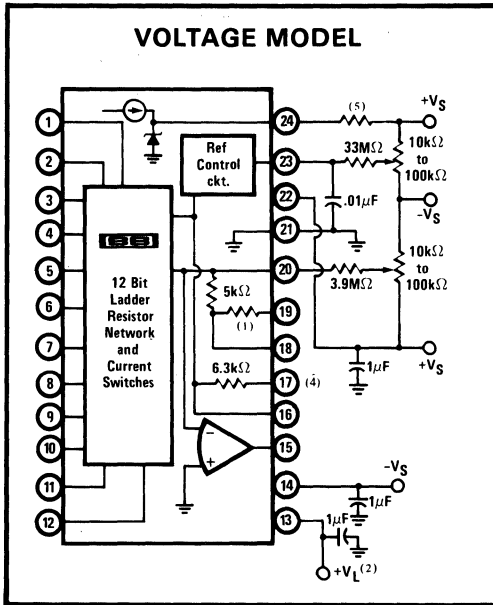 VOLTAGE MODEL
1
2
3
4
5
6
7
8
9
10
11
12
12 Bit
Ladder
Resistor
Network
and
Current
Switches
Ref
Control
ckt.
5kΩ
(1)
6.3kΩ
24
23
22
21
20
19
18
17
(4)
16
15
14
13
(5)
+VS
33MΩ
10kΩ
to
100kΩ
.01μF
-VS
10kΩ
to
100kΩ
3.9MΩ
1μF
+VS
-VS
1μF
1μF
+VL(2)
-
+